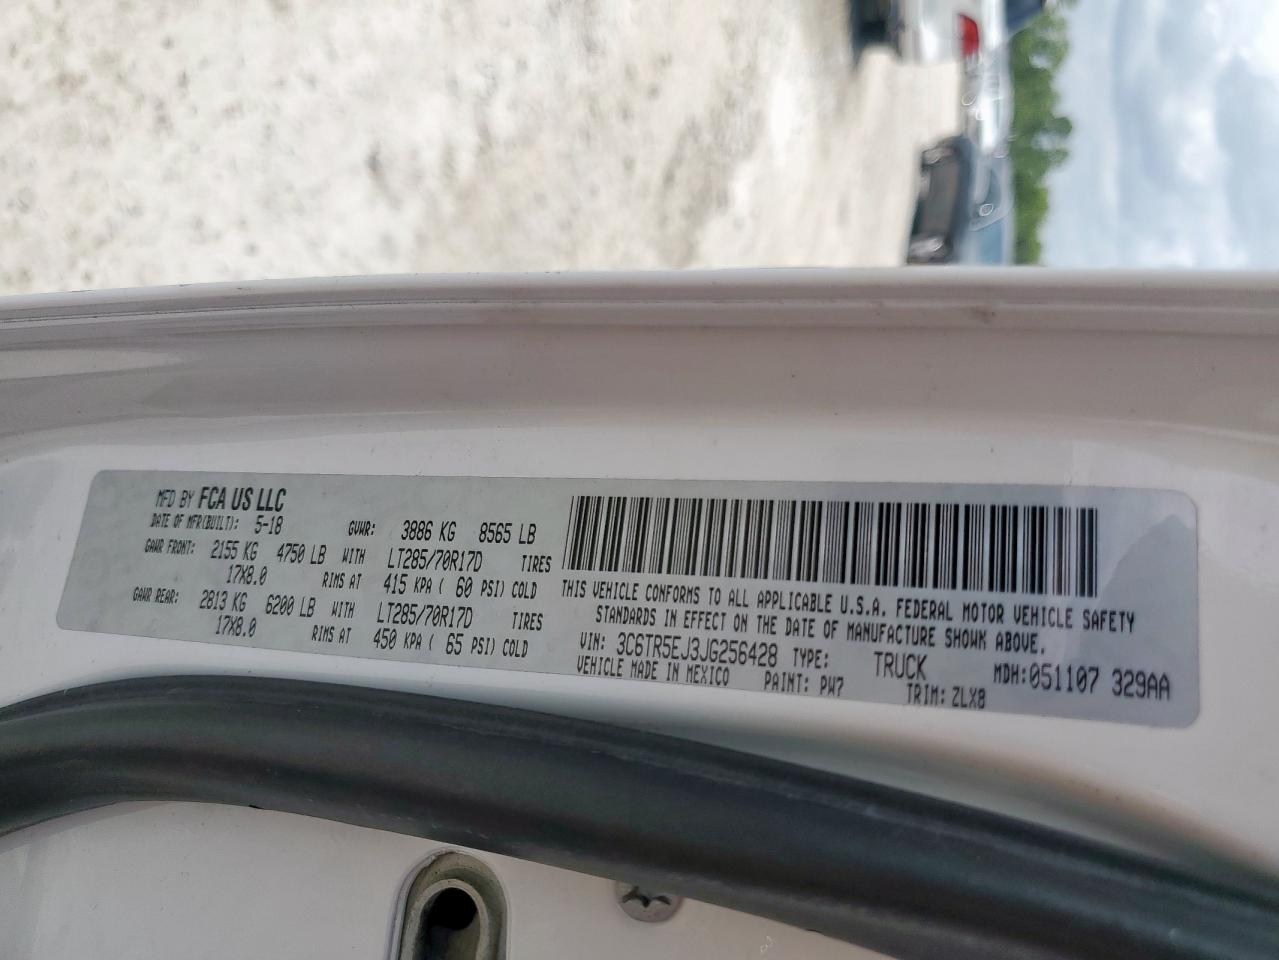 MFD BY FCA US LLC
DATE OF MFR(BUILT): 5-18 GVWR: 3886 KG 8565 LB
GAWR FRONT: 2155 KG 4750 LB WITH LT285/70R17D TIRES
17X8.0 RIMS AT 415 KPA ( 60 PSI) COLD
GAWR REAR: 2813 KG 6200 LB WITH LT285/70R17D TIRES
17X8.0 RIMS AT 450 KPA ( 65 PSI) COLD
THIS VEHICLE CONFORMS TO ALL APPLICABLE U.S.A. FEDERAL MOTOR VEHICLE SAFETY
STANDARDS IN EFFECT ON THE DATE OF MANUFACTURE SHOWN ABOVE.
VIN: 3C6TR5EJ3JG256428 TYPE: TRUCK MDH:051107 329AA
VEHICLE MADE IN MEXICO PAINT: PW7 TRIM: ZLX8